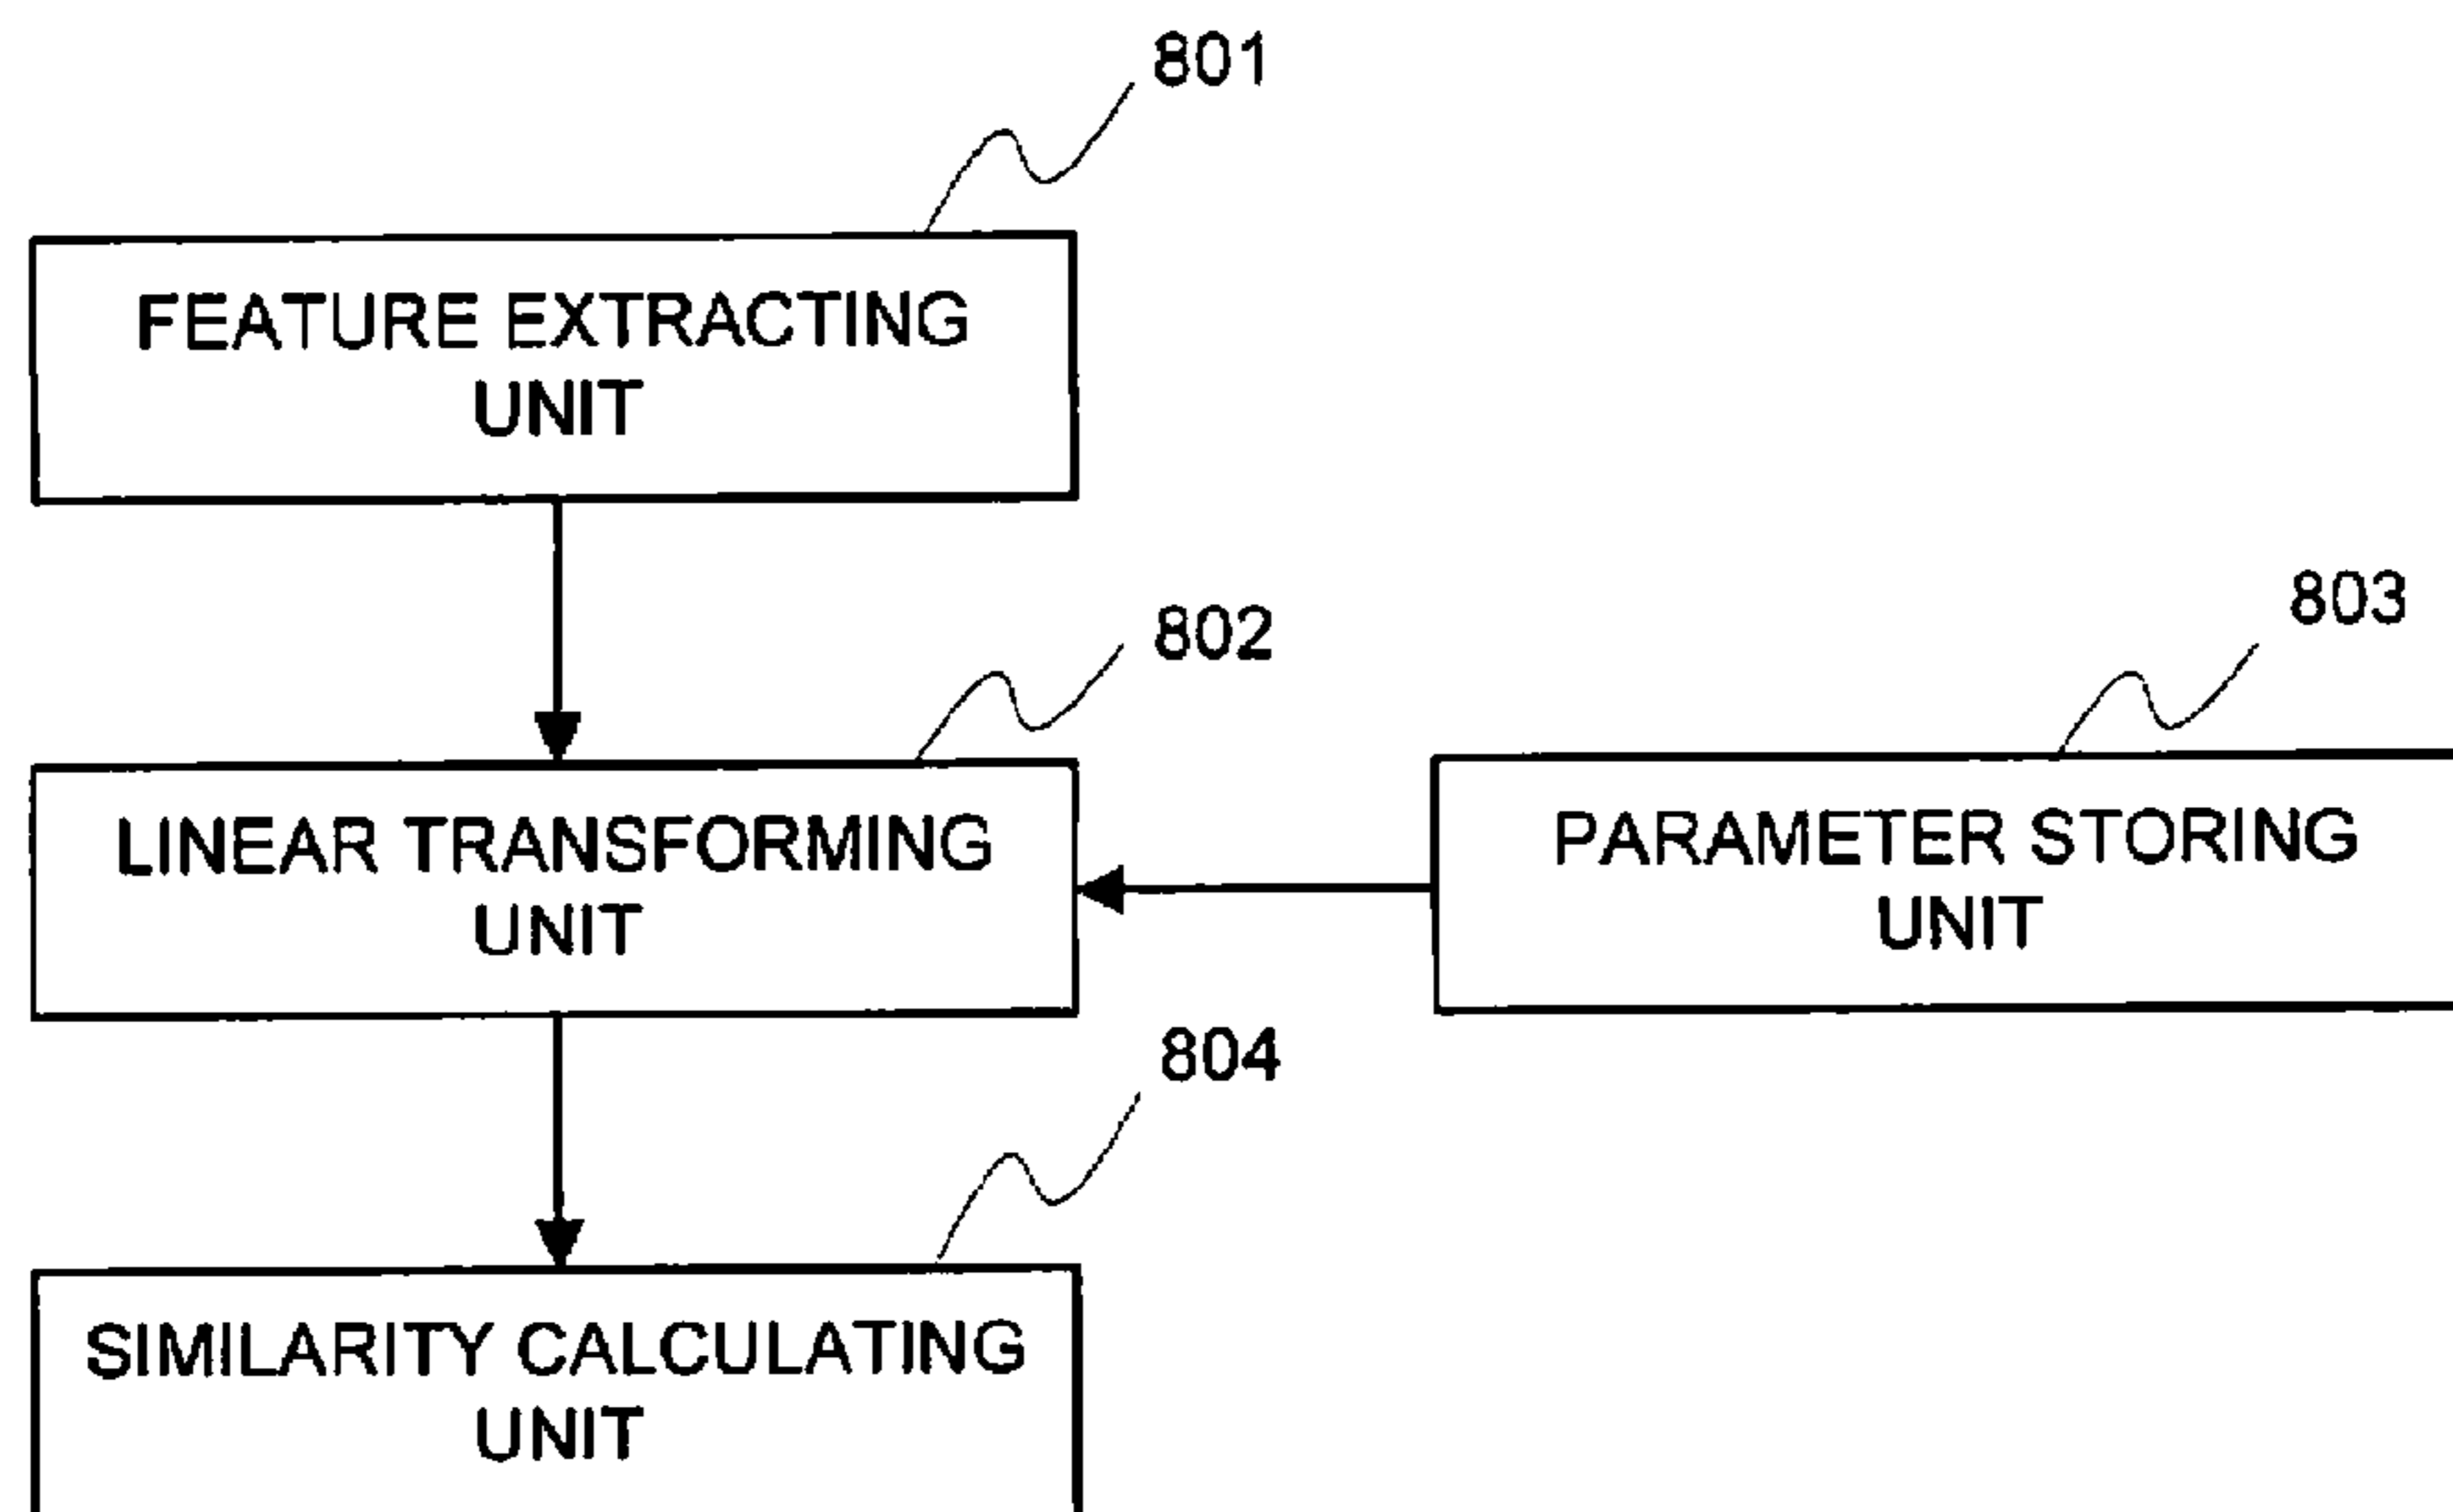 801
FEATURE EXTRACTING
UNIT
802
803
LINEAR TRANSFORMING
UNIT
PARAMETER STORING
UNIT
804
SIMILARITY CALCULATING
UNIT